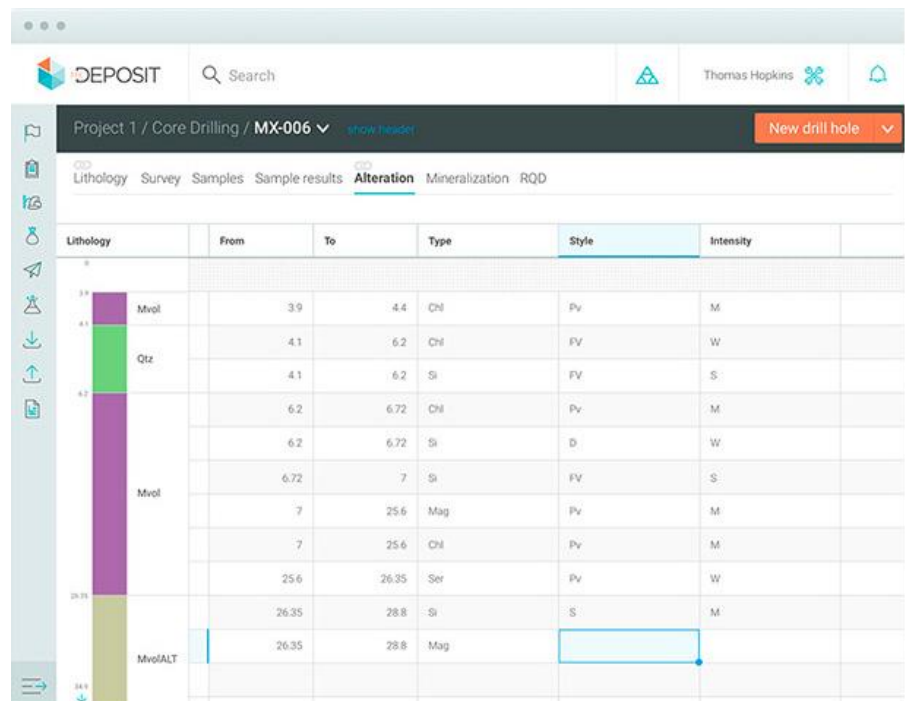 DEPOSIT
Search
Thomas Hopkins
Project 1 / Core Drilling / MX-006
show header
New drill hole
Lithology Survey Samples Sample results Alteration Mineralization RQD
Lithology From To Type Style Intensity
0
3.9
Mvol 3.9 4.4 Chl Pv M
4.1
4.1 6.2 Chl FV W
Qtz
4.1 6.2 Si FV S
6.2
6.2 6.72 Chl Pv M
6.2 6.72 Si D W
6.72 7 Si FV S
Mvol
7 25.6 Mag Pv M
7 25.6 Chl Pv M
25.6 26.35 Ser Pv W
26.35
26.35 28.8 Si S M
26.35 28.8 Mag
MvolALT
34.9